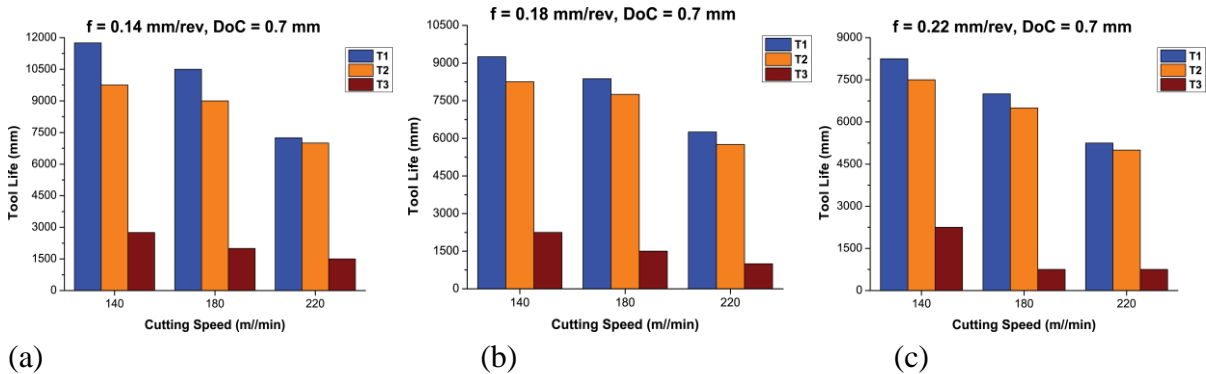 f = 0.14 mm/rev, DoC = 0.7 mm
12000
10500
9000
7500
6000
4500
3000
1500
0
Tool Life (mm)
T1
T2
T3
140 180 220
Cutting Speed (m//min)
(a)
f = 0.18 mm/rev, DoC = 0.7 mm
10500
9000
7500
6000
4500
3000
1500
0
Tool Life (mm)
T1
T2
T3
140 180 220
Cutting Speed (m//min)
(b)
f = 0.22 mm/rev, DoC = 0.7 mm
9000
7500
6000
4500
3000
1500
0
Tool Life (mm)
T1
T2
T3
140 180 220
Cutting Speed (m//min)
(c)